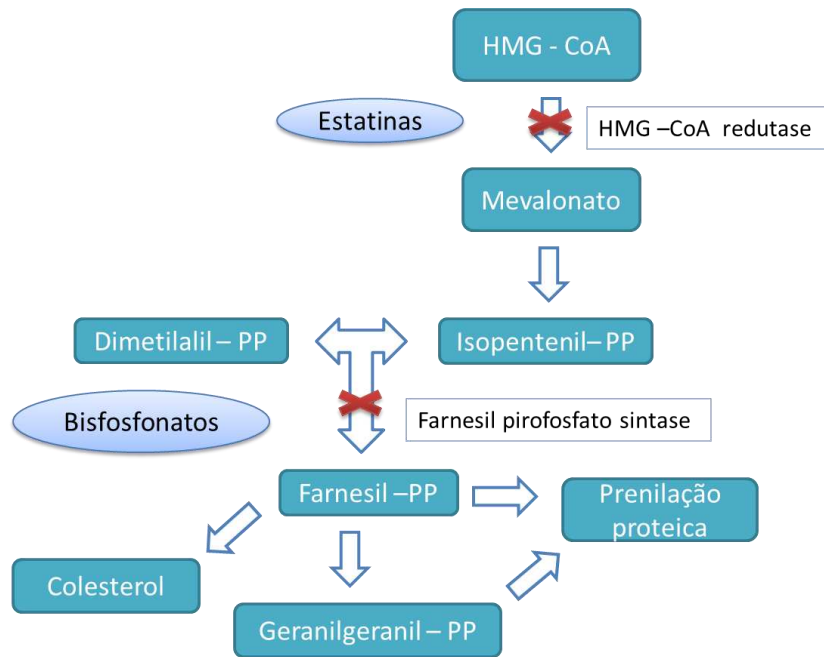 HMG - CoA
Estatinas
HMG –CoA redutase
Mevalonato
Dimetilalil – PP
Isopentenil– PP
Bisfosfonatos
Farnesil pirofosfato sintase
Farnesil –PP
Prenilação
proteica
Colesterol
Geranilgeranil – PP